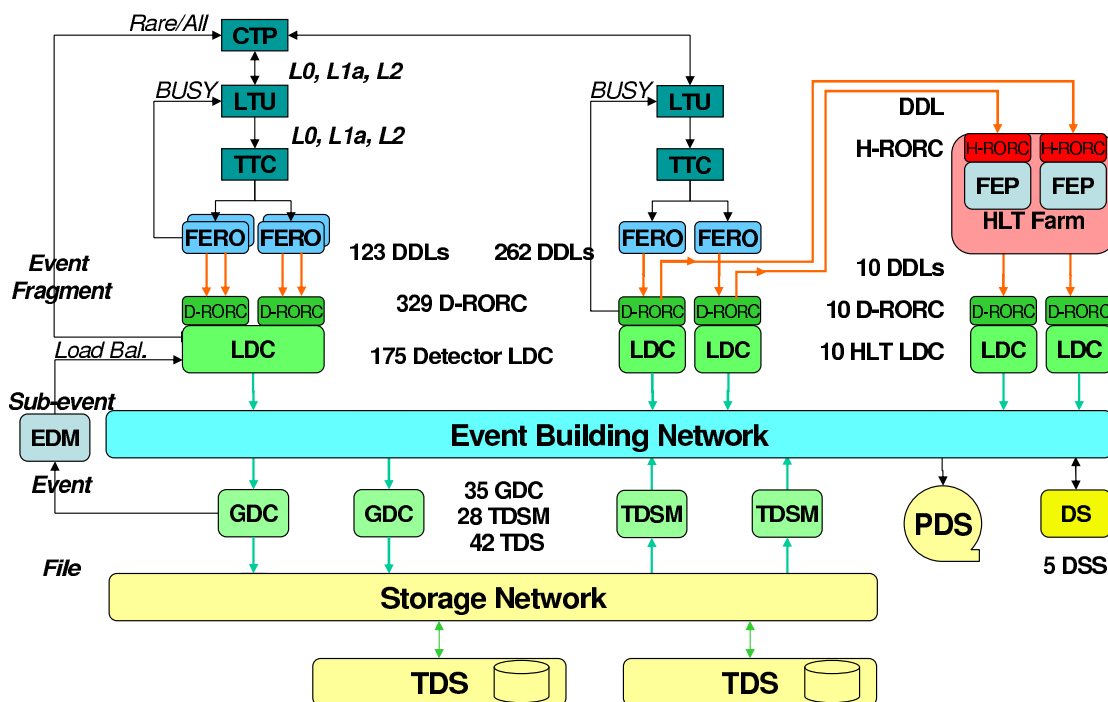 Rare/All
CTP
L0, L1a, L2
BUSY
LTU
BUSY
LTU
DDL
L0, L1a, L2
H-RORC
H-RORC
H-RORC
TTC
TTC
FEP
FEP
HLT Farm
FERO
FERO
FERO
FERO
123 DDLs
262 DDLs
Event
Fragment
10 DDLs
D-RORC
D-RORC
329 D-RORC
D-RORC
D-RORC
10 D-RORC
D-RORC
D-RORC
Load Bal.
LDC
175 Detector LDC
LDC
LDC
10 HLT LDC
LDC
LDC
Sub-event
EDM
Event Building Network
Event
35 GDC
GDC
GDC
28 TDSM
TDSM
TDSM
PDS
DS
42 TDS
File
5 DSS
Storage Network
TDS
TDS